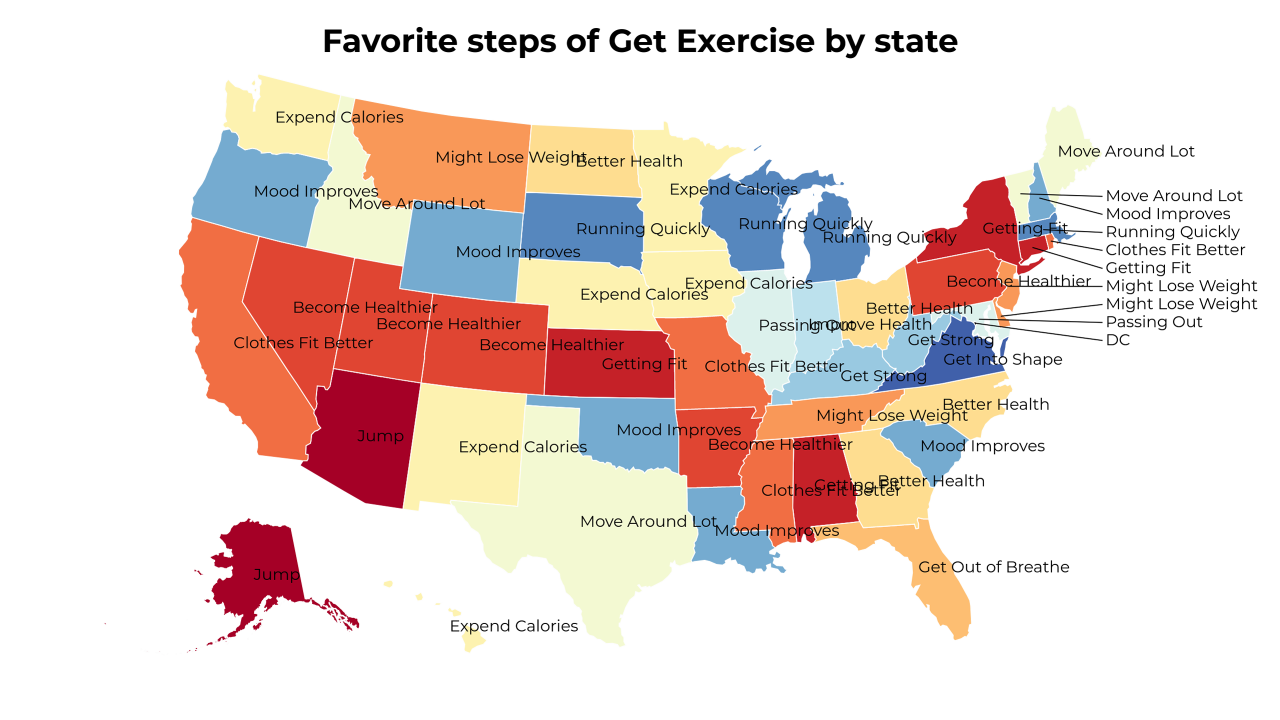 Favorite steps of Get Exercise by state
Expend Calories
Move Around Lot
Might Lose Weight
Better Health
Expend Calories
Mood Improves
Move Around Lot
Move Around Lot
Mood Improves
Mood Improves
Running Quickly
Running Quickly
Running Quickly
Getting Fit
Running Quickly
Clothes Fit Better
Getting Fit
Expend Calories
Expend Calories
Become Healthier
Might Lose Weight
Might Lose Weight
Become Healthier
Become Healthier
Better Health
Passing Out
Passing Out
Improve Health
DC
Clothes Fit Better
Become Healthier
Get Strong
Getting Fit
Clothes Fit Better
Get Strong
Get Into Shape
Jump
Mood Improves
Might Lose Weight
Better Health
Expend Calories
Become Healthier
Mood Improves
Clothes Fit Better
Getting Fit
Better Health
Move Around Lot
Mood Improves
Get Out of Breathe
Jump
Expend Calories